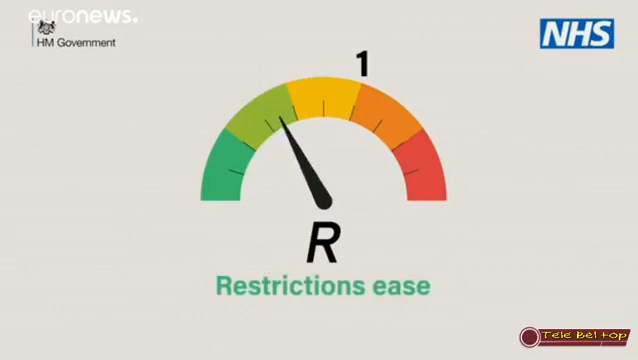 euronews.
HM Government
NHS
1
R
Restrictions ease
Tele Bel top